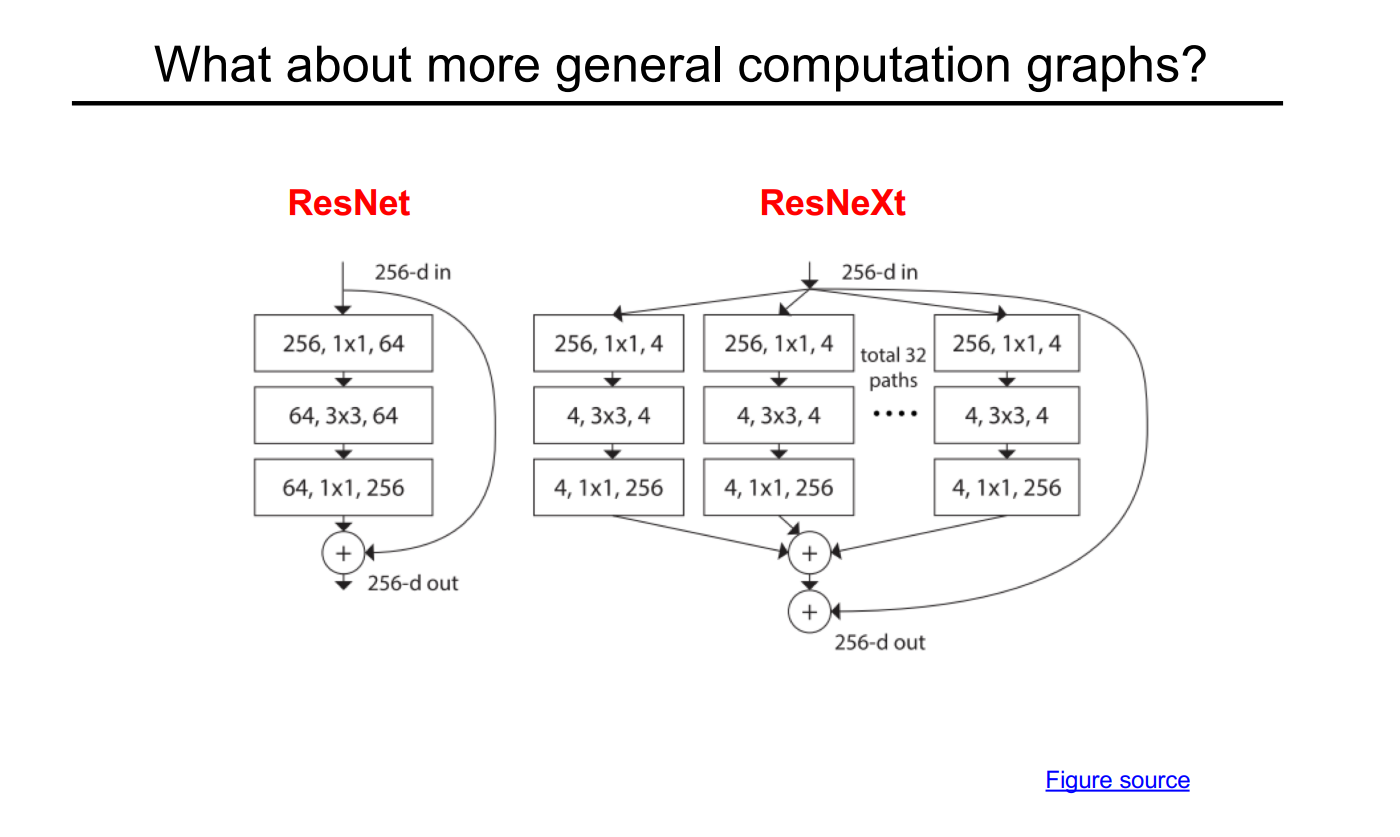 What about more general computation graphs?
ResNet
256-d in
256, 1x1, 64
64, 3x3, 64
64, 1x1, 256
+
256-d out
ResNeXt
256-d in
256, 1x1, 4
4, 3x3, 4
4, 1x1, 256
256, 1x1, 4
4, 3x3, 4
4, 1x1, 256
total 32
paths
....
256, 1x1, 4
4, 3x3, 4
4, 1x1, 256
+
+
256-d out
Figure source